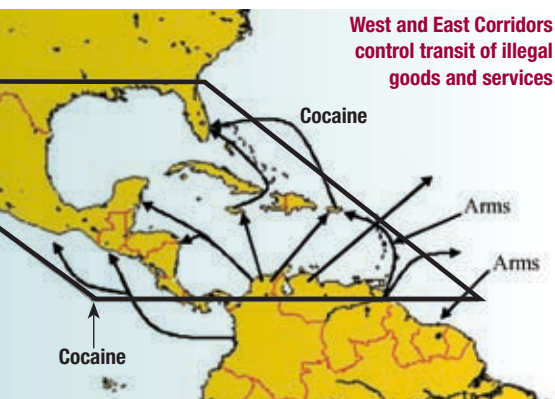 West and East Corridors
control transit of illegal
goods and services
Cocaine
Arms
Arms
Cocaine